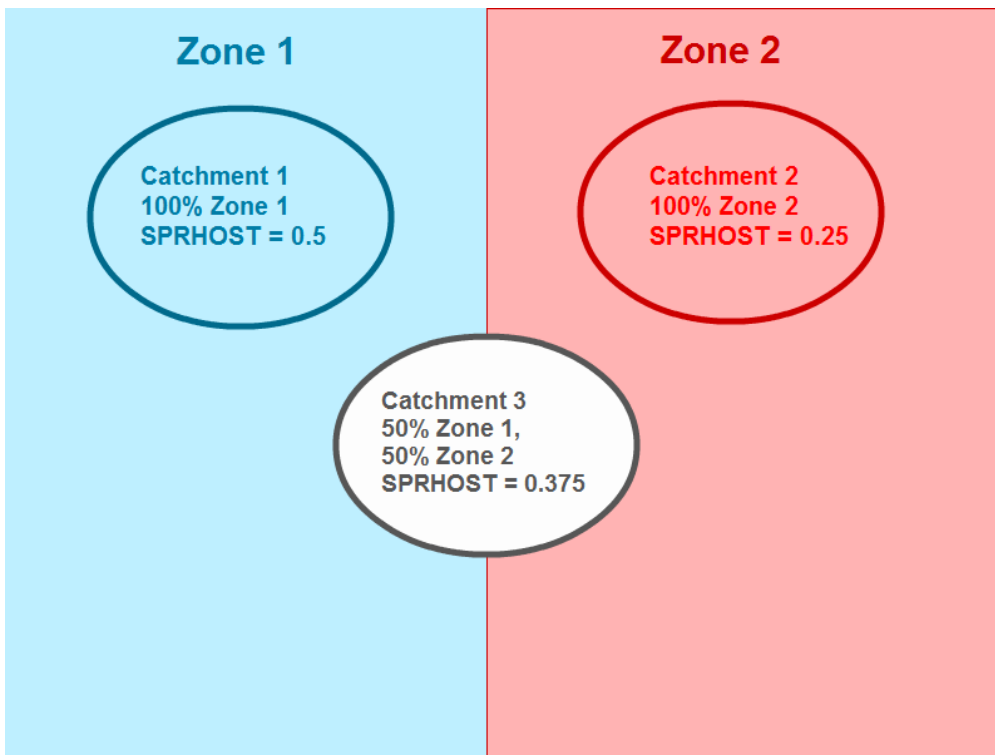 Zone 1
Zone 2
Catchment 1
100% Zone 1
SPRHOST = 0.5
Catchment 2
100% Zone 2
SPRHOST = 0.25
Catchment 3
50% Zone 1,
50% Zone 2
SPRHOST = 0.375